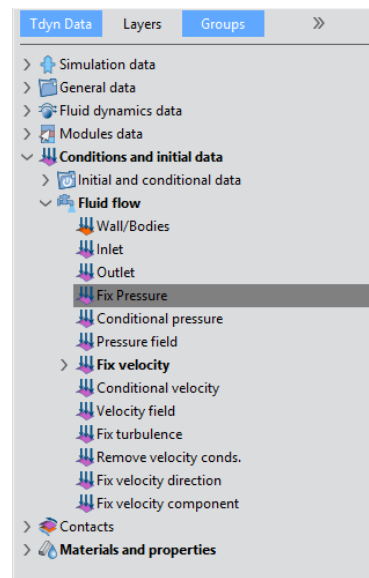 Tdyn Data Layers Groups
Simulation data
General data
Fluid dynamics data
Modules data
Conditions and initial data
Initial and conditional data
Fluid flow
Wall/Bodies
Inlet
Outlet
Fix Pressure
Conditional pressure
Pressure field
Fix velocity
Conditional velocity
Velocity field
Fix turbulence
Remove velocity conds.
Fix velocity direction
Fix velocity component
Contacts
Materials and properties